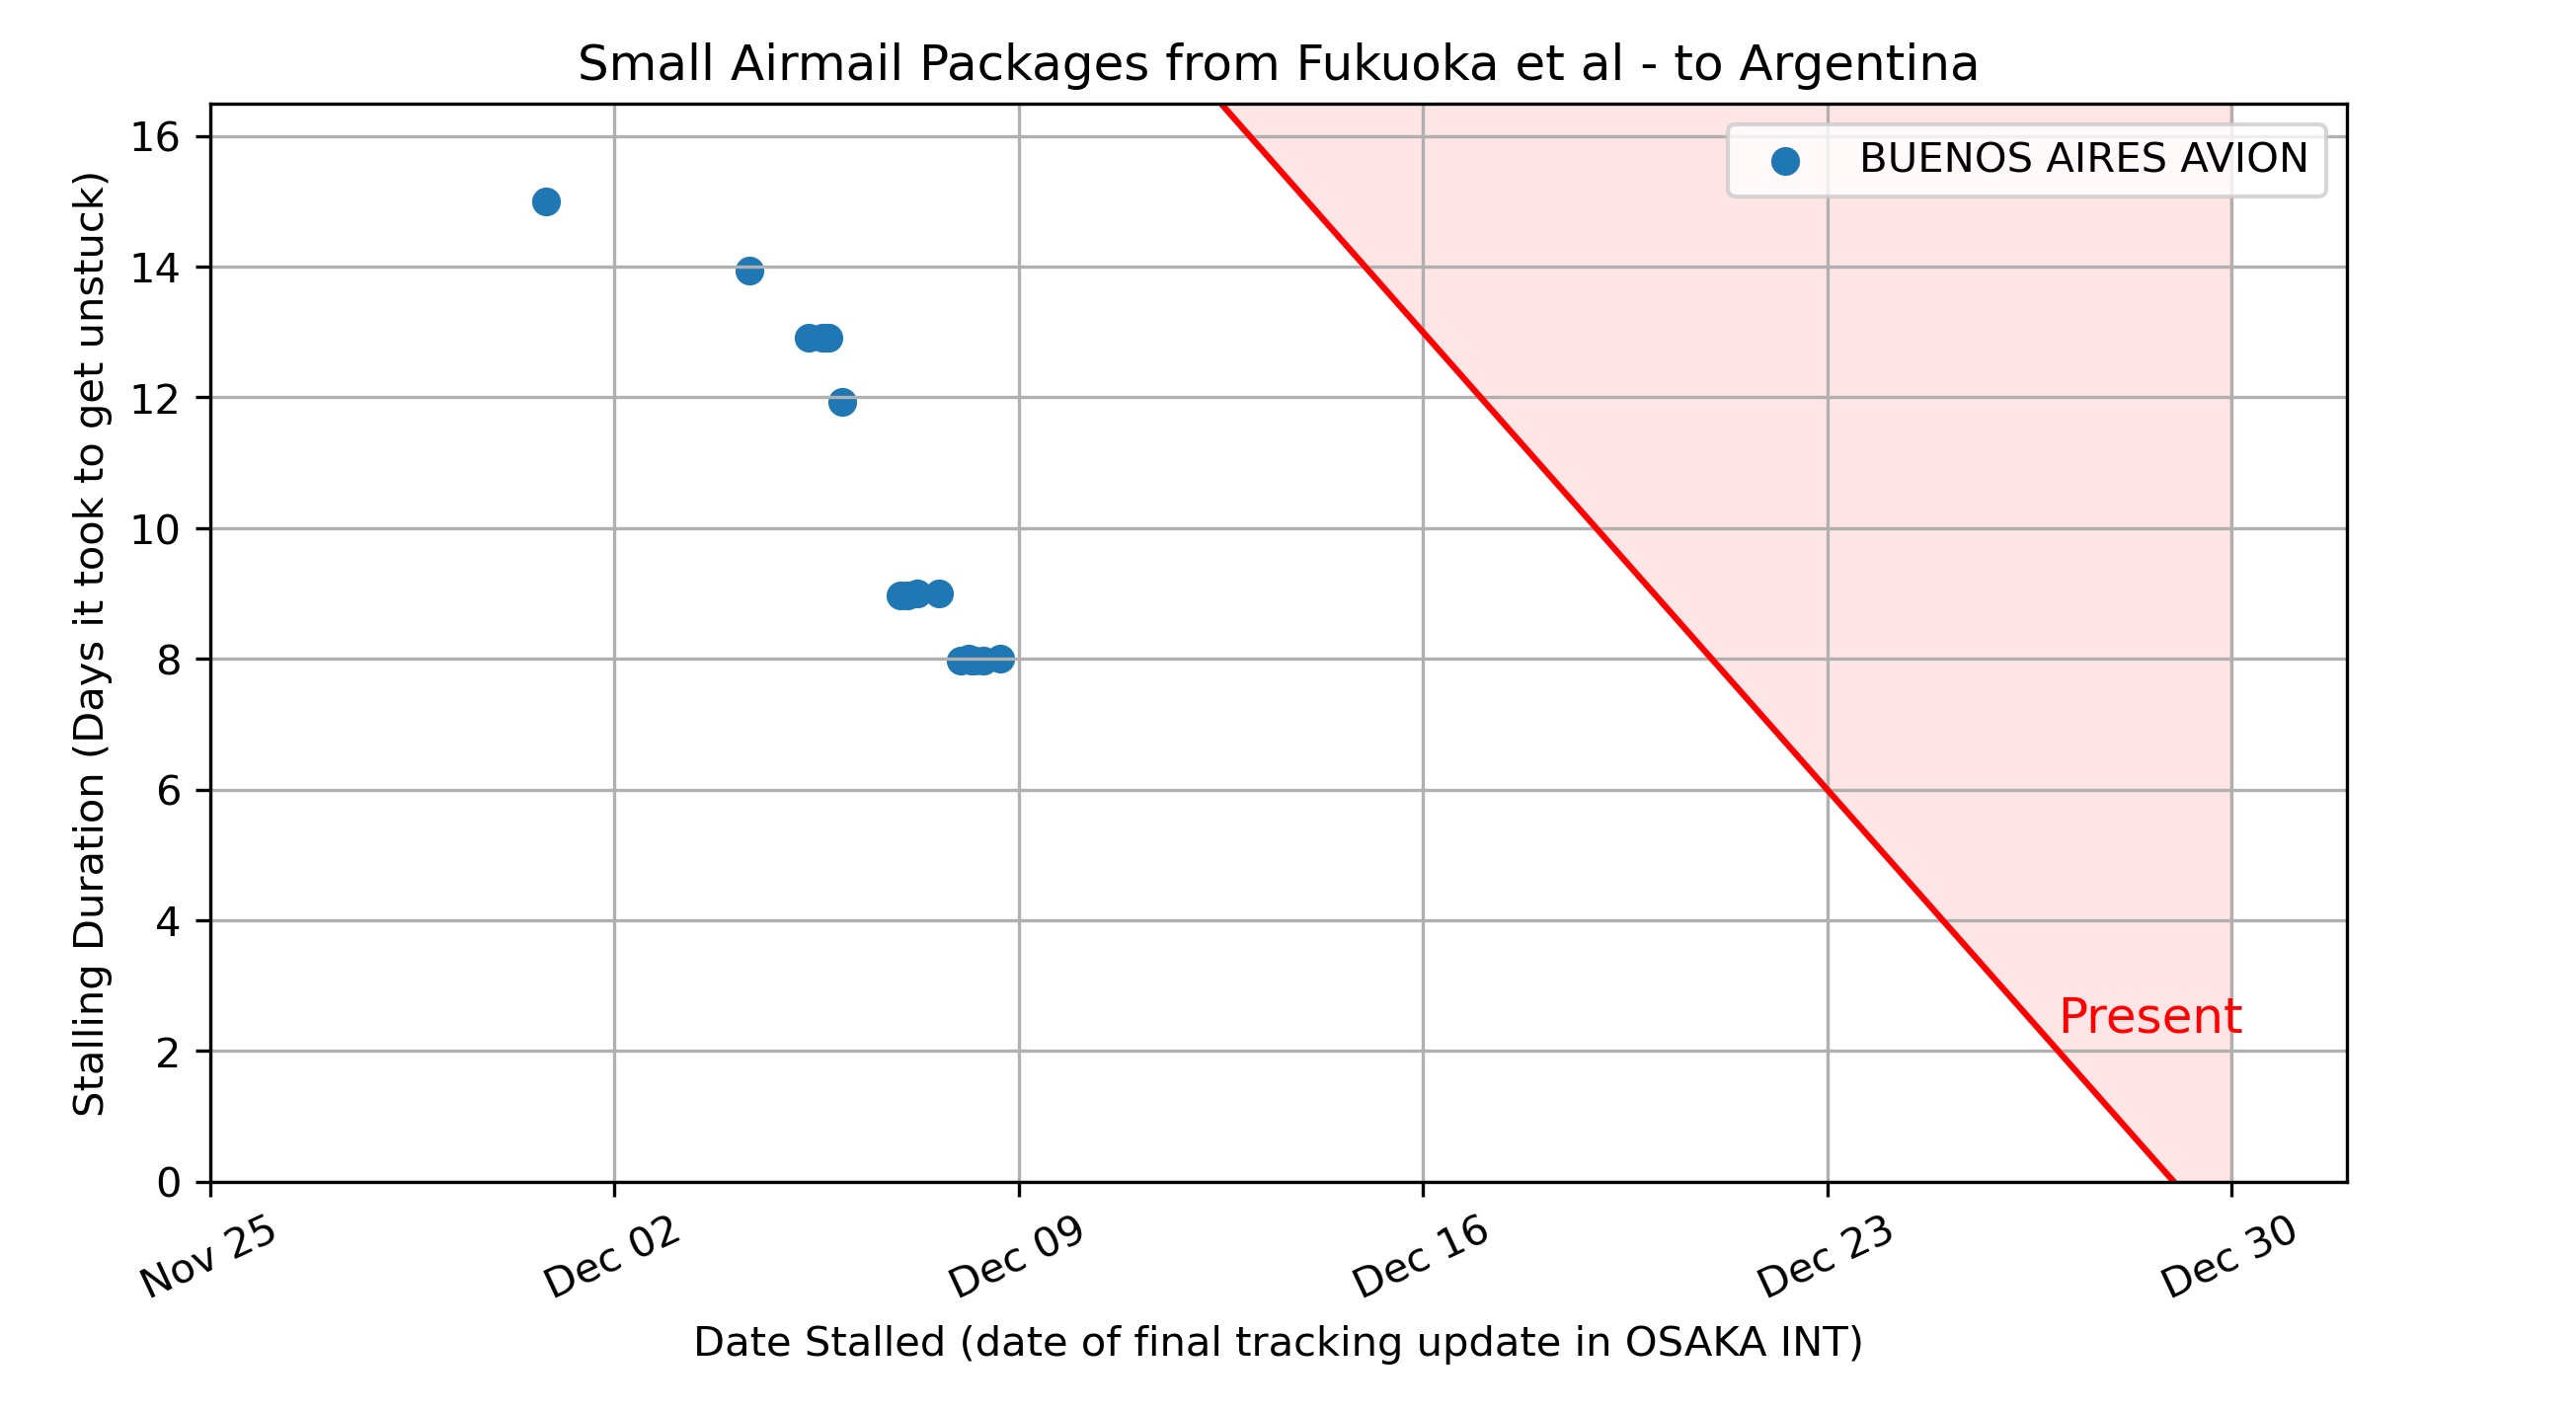 Small Airmail Packages from Fukuoka et al - to Argentina
BUENOS AIRES AVION
Stalling Duration (Days it took to get unstuck)
16
14
12
10
8
6
4
2
0
Present
Nov 25
Dec 02
Dec 09
Dec 16
Dec 23
Dec 30
Date Stalled (date of final tracking update in OSAKA INT)